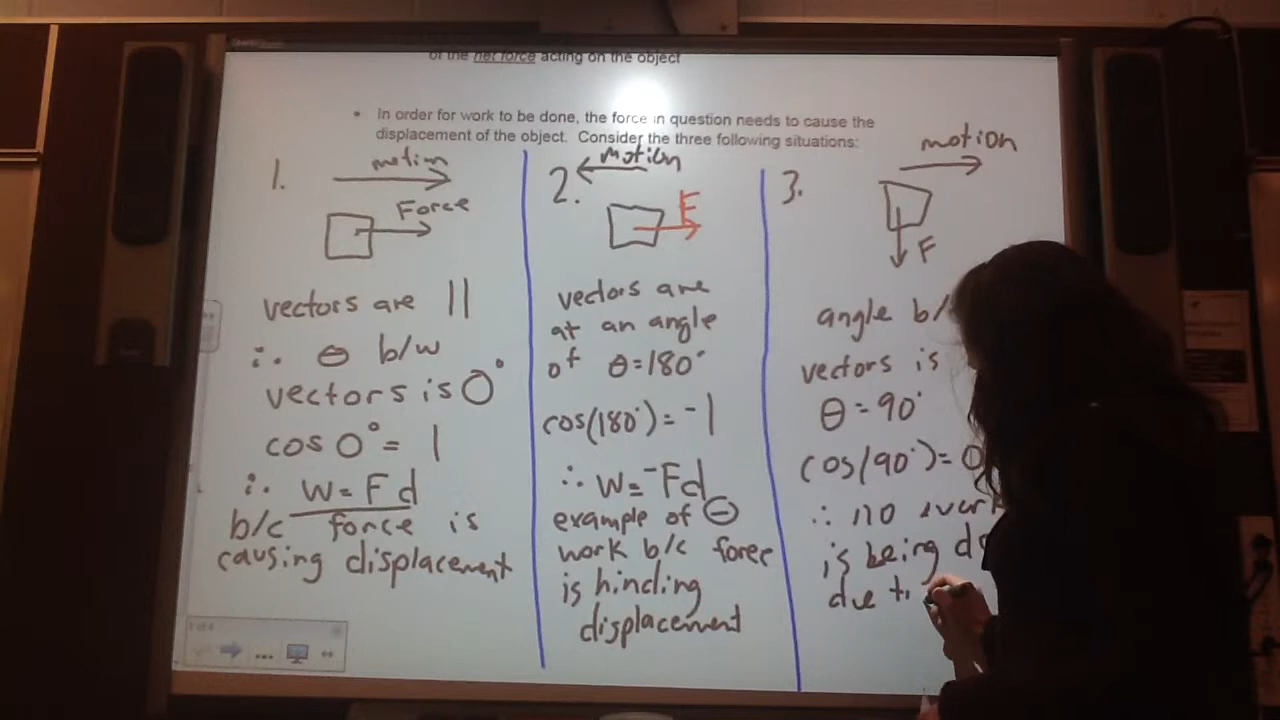 of the net force acting on the object
• In order for work to be done, the force in question needs to cause the
displacement of the object. Consider the three following situations:
1.
motion
Force
vectors are ||
∴ θ b/w
vectors is 0°
cos 0° = 1
∴ W = Fd
b/c force is
causing displacement
2.
motion
F
vectors are
at an angle
of θ = 180°
cos(180°) = -1
∴ W = -Fd
example of ⊖
work b/c force
is hinding
displacement
3.
motion
F
angle b/
vectors is
θ = 90°
cos(90°) = 0
∴ no work
is being
due